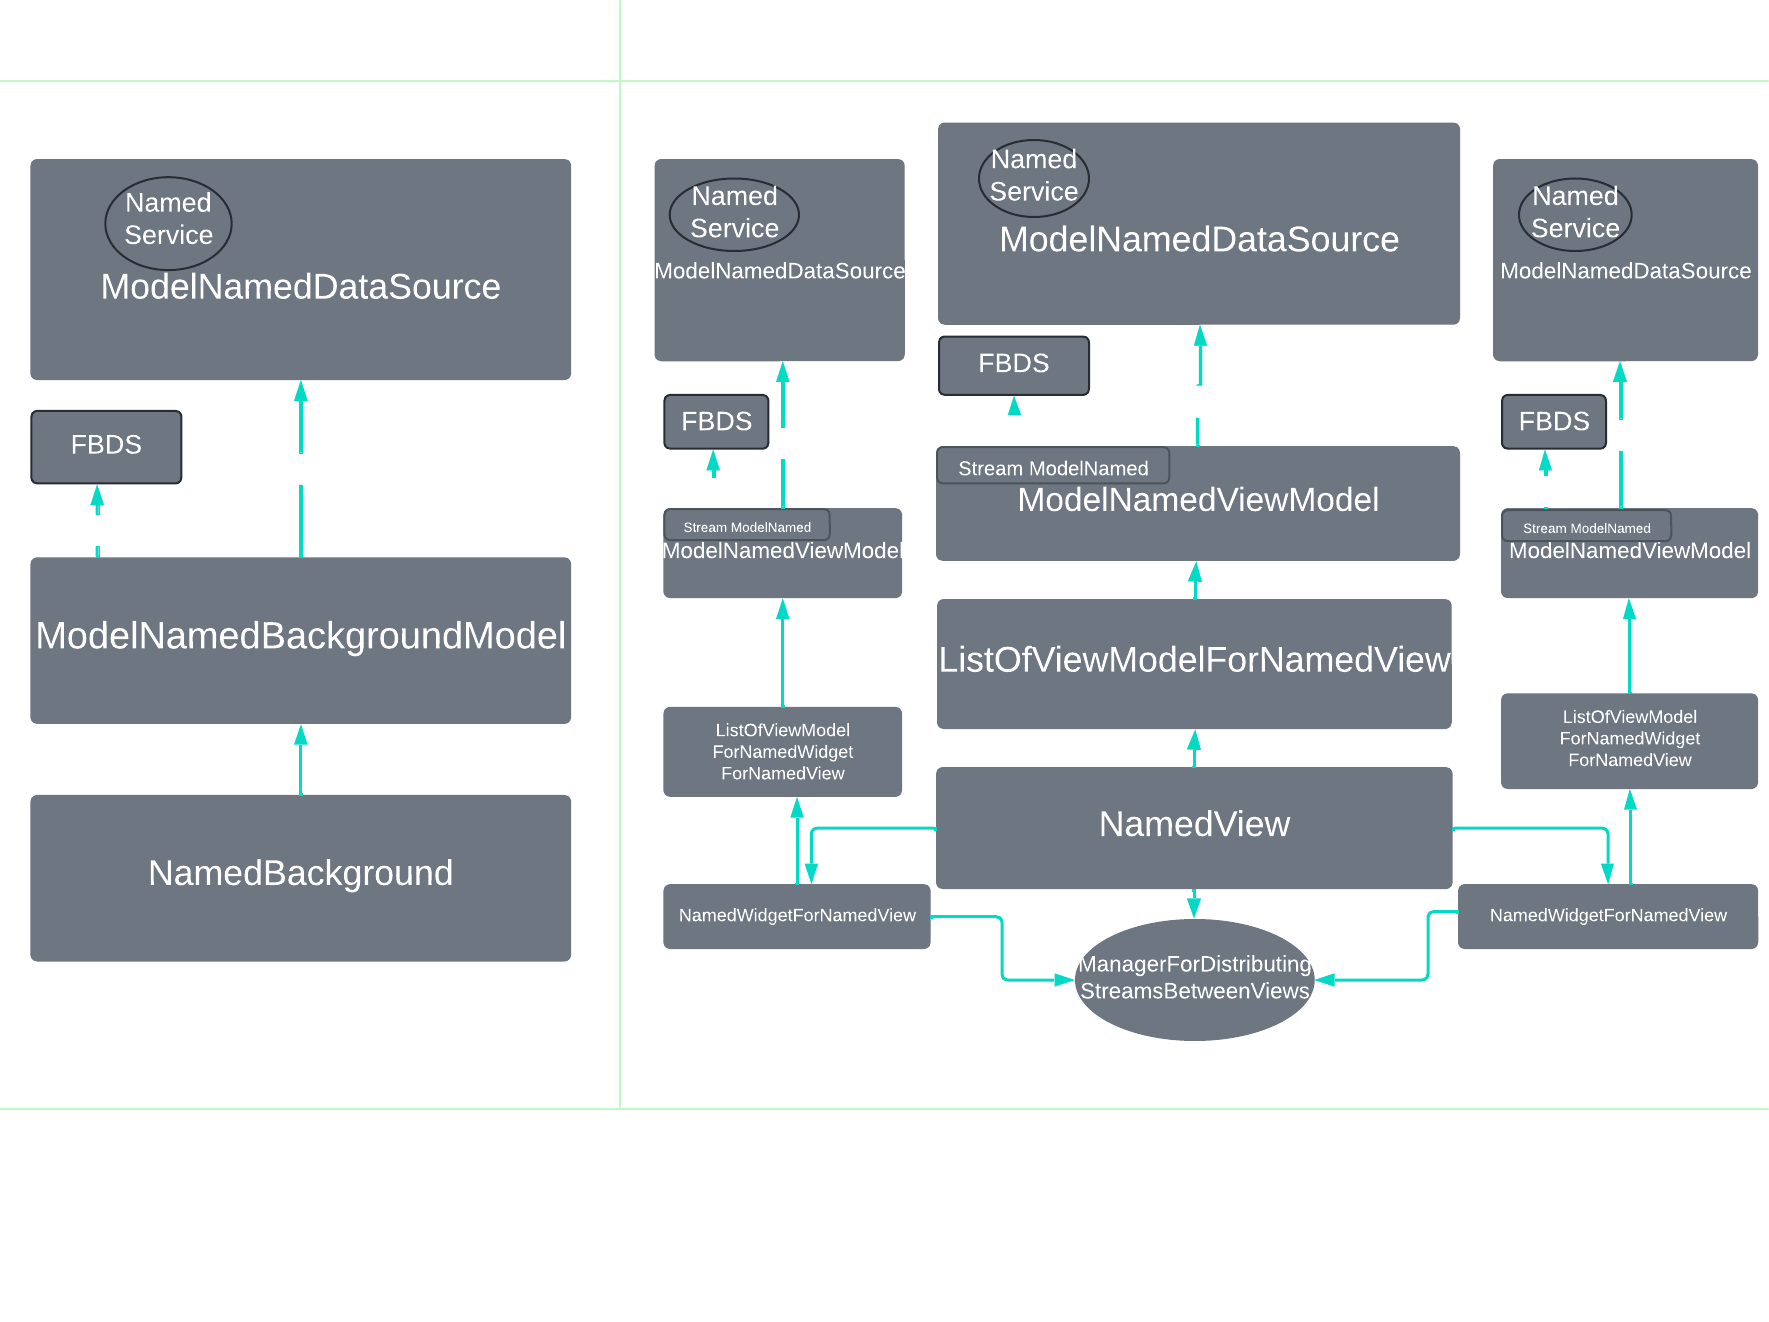 Named
Service
ModelNamedDataSource
FBDS
ModelNamedBackgroundModel
NamedBackground
Named
Service
ModelNamedDataSource
FBDS
Stream ModelNamed
ModelNamedViewModel
ListOfViewModel
ForNamedWidget
ForNamedView
NamedWidgetForNamedView
Named
Service
ModelNamedDataSource
FBDS
Stream ModelNamed
ModelNamedViewModel
ListOfViewModelForNamedView
NamedView
ManagerForDistributing
StreamsBetweenViews
Named
Service
ModelNamedDataSource
FBDS
Stream ModelNamed
ModelNamedViewModel
ListOfViewModel
ForNamedWidget
ForNamedView
NamedWidgetForNamedView